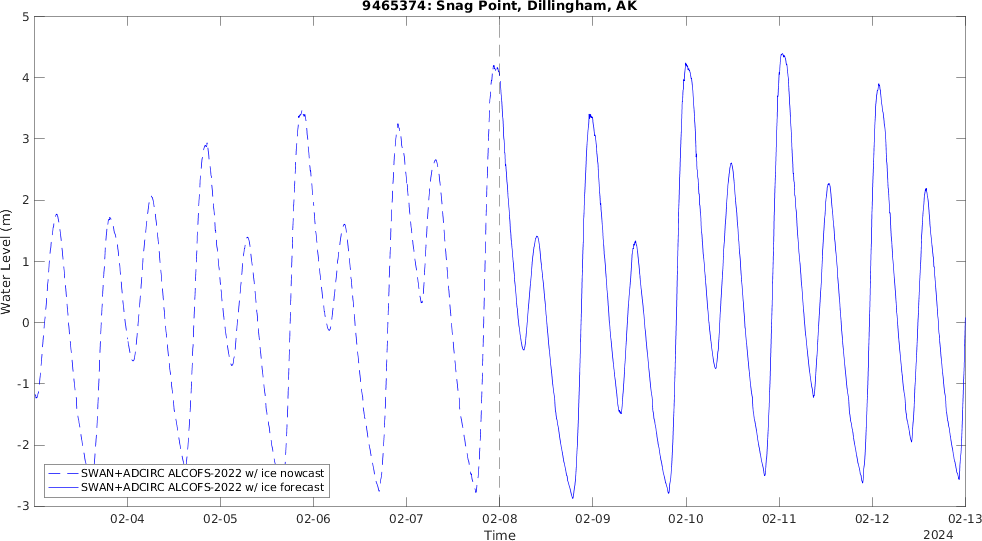 9465374: Snag Point, Dillingham, AK
5
4
3
2
1
0
-1
-2
-3
Water Level (m)
SWAN+ADCIRC ALCOFS-2022 w/ ice nowcast
SWAN+ADCIRC ALCOFS-2022 w/ ice forecast
02-04 02-05 02-06 02-07 02-08 02-09 02-10 02-11 02-12 02-13
Time
2024